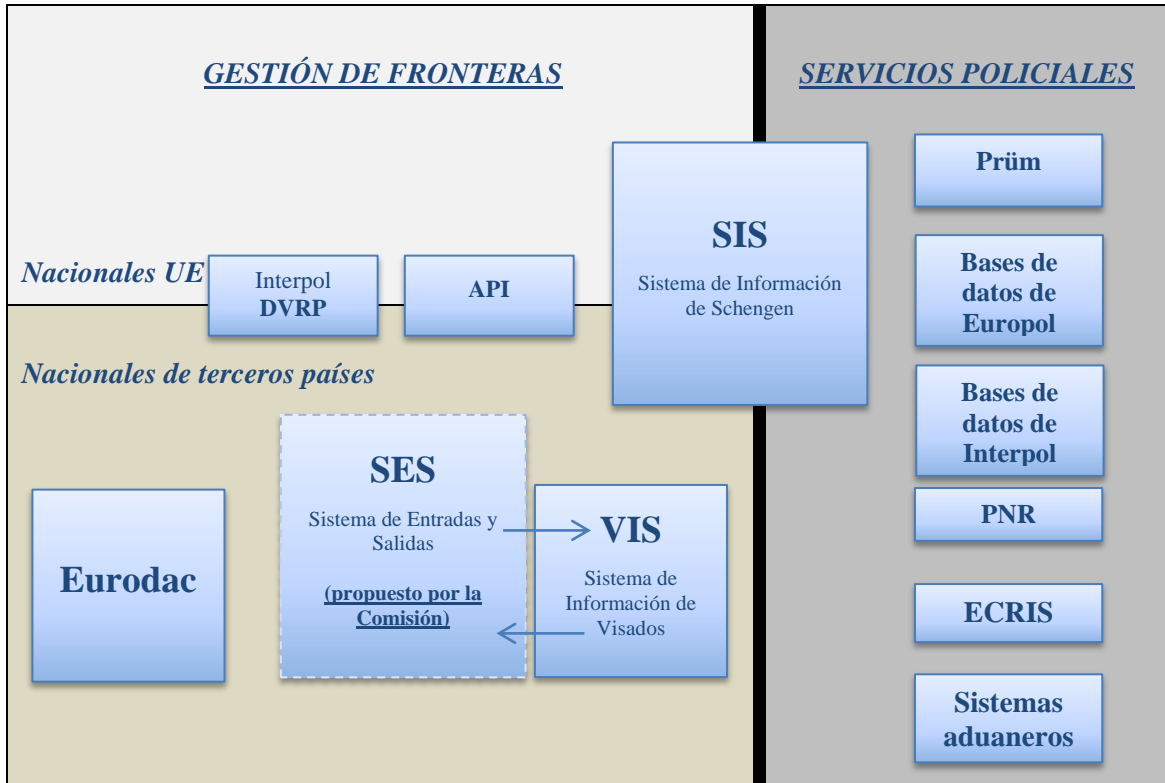 GESTIÓN DE FRONTERAS
SERVICIOS POLICIALES
Prüm
SIS
Sistema de Información
de Schengen
Nacionales UE
Interpol
DVRP
API
Bases de
datos de
Europol
Nacionales de terceros países
Bases de
datos de
Interpol
SES
Sistema de Entradas y
Salidas
(propuesto por la
Comisión)
VIS
Sistema de
Información de
Visados
Eurodac
PNR
ECRIS
Sistemas
aduaneros